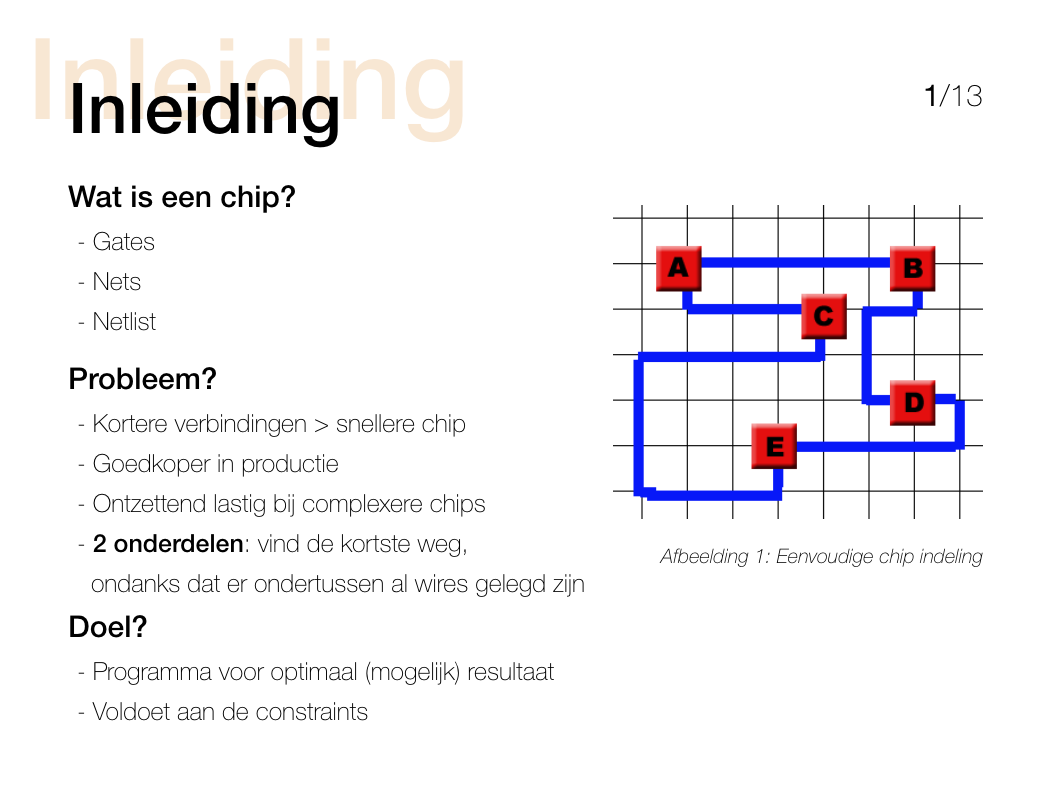 Inleiding
Inleiding
1/13
Wat is een chip?
- Gates
- Nets
- Netlist
Probleem?
- Kortere verbindingen > snellere chip
- Goedkoper in productie
- Ontzettend lastig bij complexere chips
- 2 onderdelen: vind de kortste weg,
ondanks dat er ondertussen al wires gelegd zijn
Doel?
- Programma voor optimaal (mogelijk) resultaat
- Voldoet aan de constraints
A
B
C
D
E
Afbeelding 1: Eenvoudige chip indeling